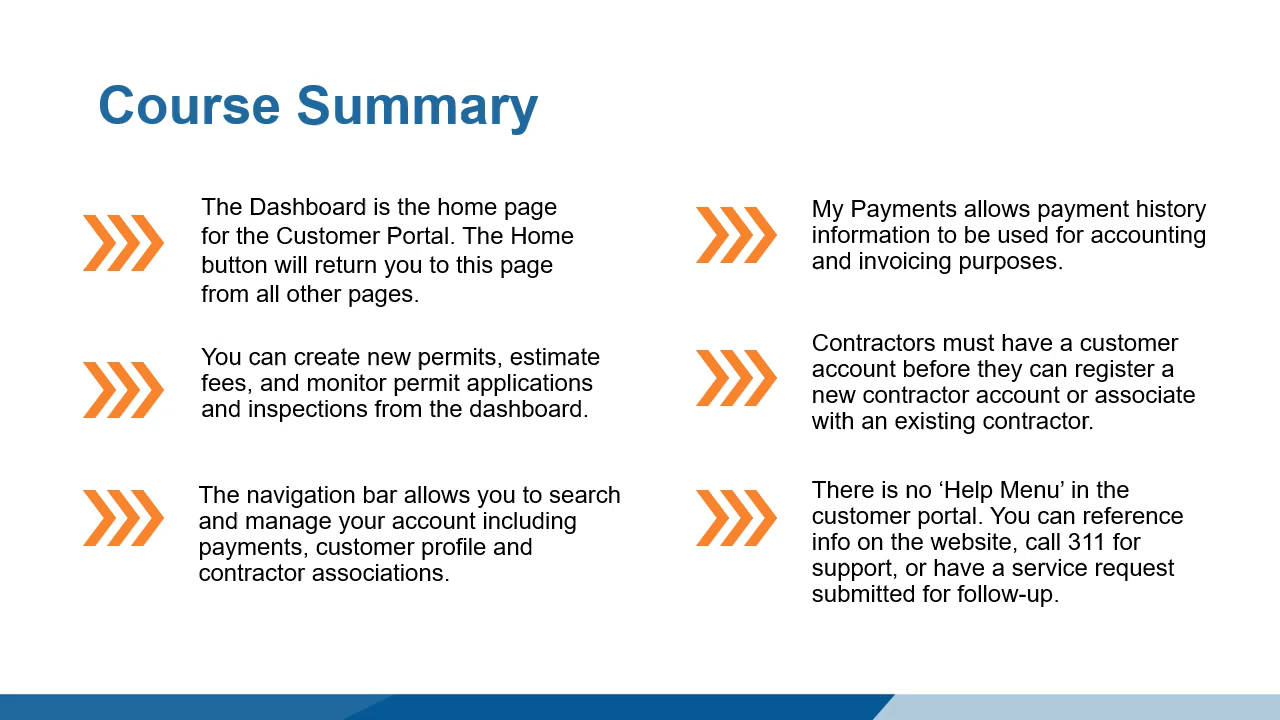 Course Summary
The Dashboard is the home page
for the Customer Portal. The Home
button will return you to this page
from all other pages.
You can create new permits, estimate
fees, and monitor permit applications
and inspections from the dashboard.
The navigation bar allows you to search
and manage your account including
payments, customer profile and
contractor associations.
My Payments allows payment history
information to be used for accounting
and invoicing purposes.
Contractors must have a customer
account before they can register a
new contractor account or associate
with an existing contractor.
There is no ‘Help Menu’ in the
customer portal. You can reference
info on the website, call 311 for
support, or have a service request
submitted for follow-up.